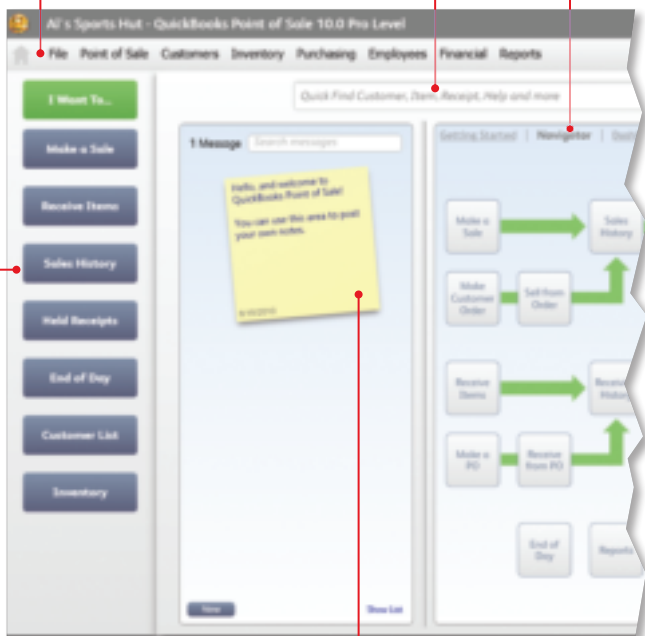 Al's Sports Hut - QuickBooks Point of Sale 10.0 Pro Level
File Point of Sale Customers Inventory Purchasing Employees Financial Reports
I Want To...
Make a Sale
Receive Items
Sales History
Held Receipts
End of Day
Customer List
Inventory
Quick Find Customer, Item, Receipt, Help and more
1 Message Search messages
Hello, and welcome to
QuickBooks Point of Sale!
You can use this area to post
your own notes.
New Show List
Getting Started | Navigator |
Make a
Sale
Sales
History
Make
Customer
Order
Sell from
Order
Receive
Items
Make a
PO
Receive
from PO
End of
Day
Reports